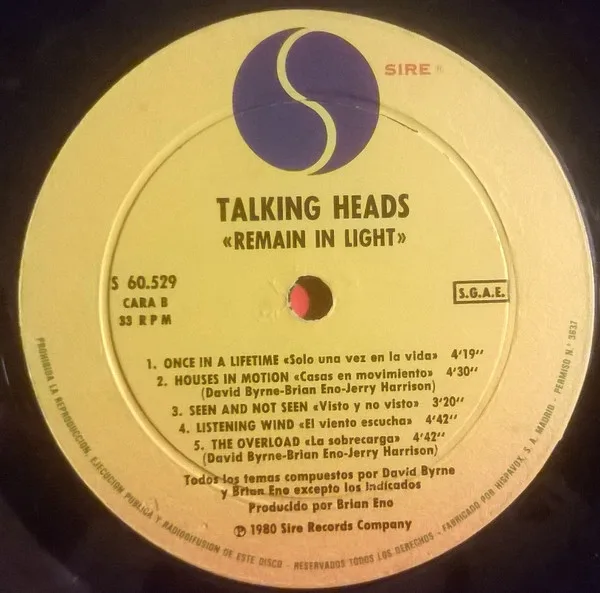 SIRE
TALKING HEADS
«REMAIN IN LIGHT»
S 60.529
CARA B
33 RPM
S.G.A.E.
1. ONCE IN A LIFETIME «Solo una vez en la vida» 4'19''
2. HOUSES IN MOTION «Casas en movimiento» 4'30''
(David Byrne-Brian Eno-Jerry Harrison)
3. SEEN AND NOT SEEN «Visto y no visto» 3'20''
4. LISTENING WIND «El viento escucha» 4'42''
5. THE OVERLOAD «La sobrecarga» 4'42''
(David Byrne-Brian Eno-Jerry Harrison)
Todos los temas compuestos por David Byrne
y Brian Eno excepto los indicados
Producido por Brian Eno
℗ 1980 Sire Records Company
PROHIBIDA LA REPRODUCCION, EJECUCION PUBLICA Y RADIODIFUSION DE ESTE DISCO - RESERVADOS TODOS LOS DERECHOS - FABRICADO POR HISPAVOX, S. A. MADRID - PERMISO N.º 3637